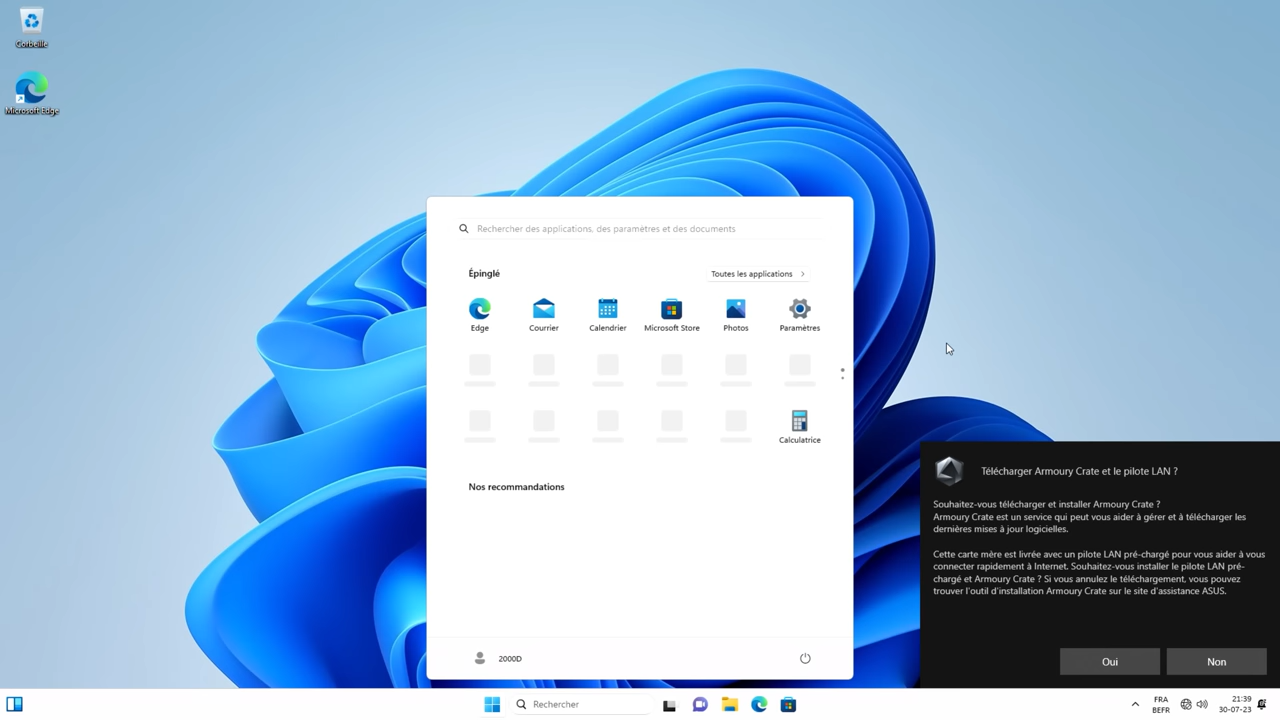 Corbeille
Microsoft Edge
Rechercher des applications, des paramètres et des documents
Épinglé
Toutes les applications
Edge
Courrier
Calendrier
Microsoft Store
Photos
Paramètres
Calculatrice
Nos recommandations
2000D
Télécharger Armoury Crate et le pilote LAN ?
Souhaitez-vous télécharger et installer Armoury Crate ?
Armoury Crate est un service qui peut vous aider à gérer et à télécharger les
dernières mises à jour logicielles.
Cette carte mère est livrée avec un pilote LAN pré-chargé pour vous aider à vous
connecter rapidement à Internet. Souhaitez-vous installer le pilote LAN pré-
chargé et Armoury Crate ? Si vous annulez le téléchargement, vous pouvez
trouver l'outil d'installation Armoury Crate sur le site d'assistance ASUS.
Oui
Non
Rechercher
FRA
BEFR
21:39
30-07-23